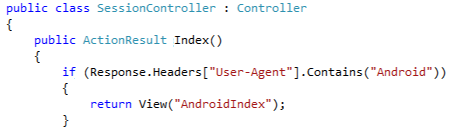 public class SessionController : Controller
{
    public ActionResult Index()
    {
        if (Response.Headers["User-Agent"].Contains("Android"))
        {
            return View("AndroidIndex");
        }